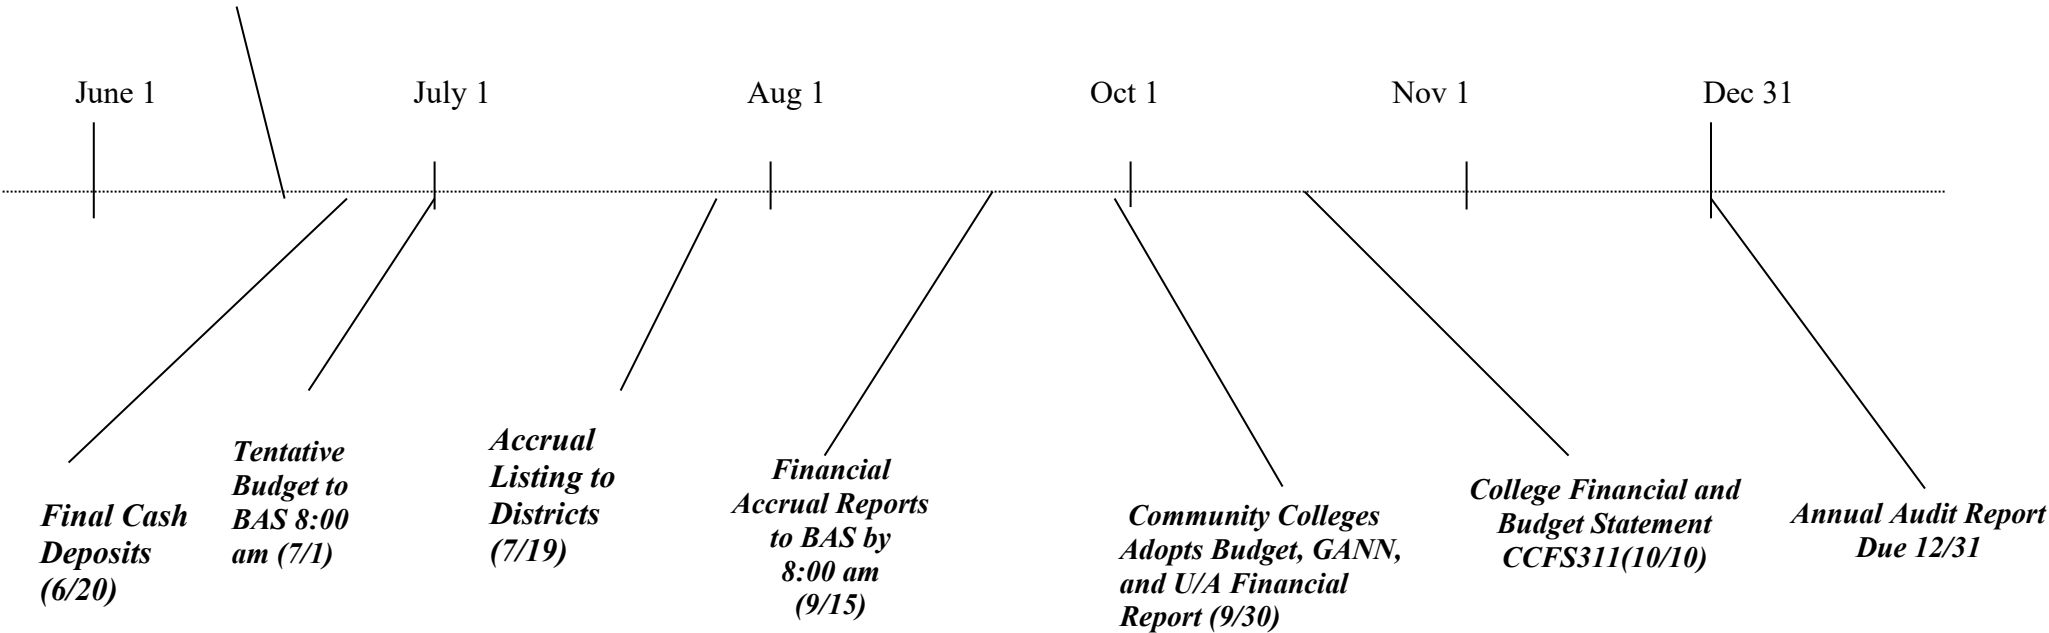 June 1
July 1
Aug 1
Oct 1
Nov 1
Dec 31
Final Cash
Deposits
(6/20)
Tentative
Budget to
BAS 8:00
am (7/1)
Accrual
Listing to
Districts
(7/19)
Financial
Accrual Reports
to BAS by
8:00 am
(9/15)
Community Colleges
Adopts Budget, GANN,
and U/A Financial
Report (9/30)
College Financial and
Budget Statement
CCFS311(10/10)
Annual Audit Report
Due 12/31